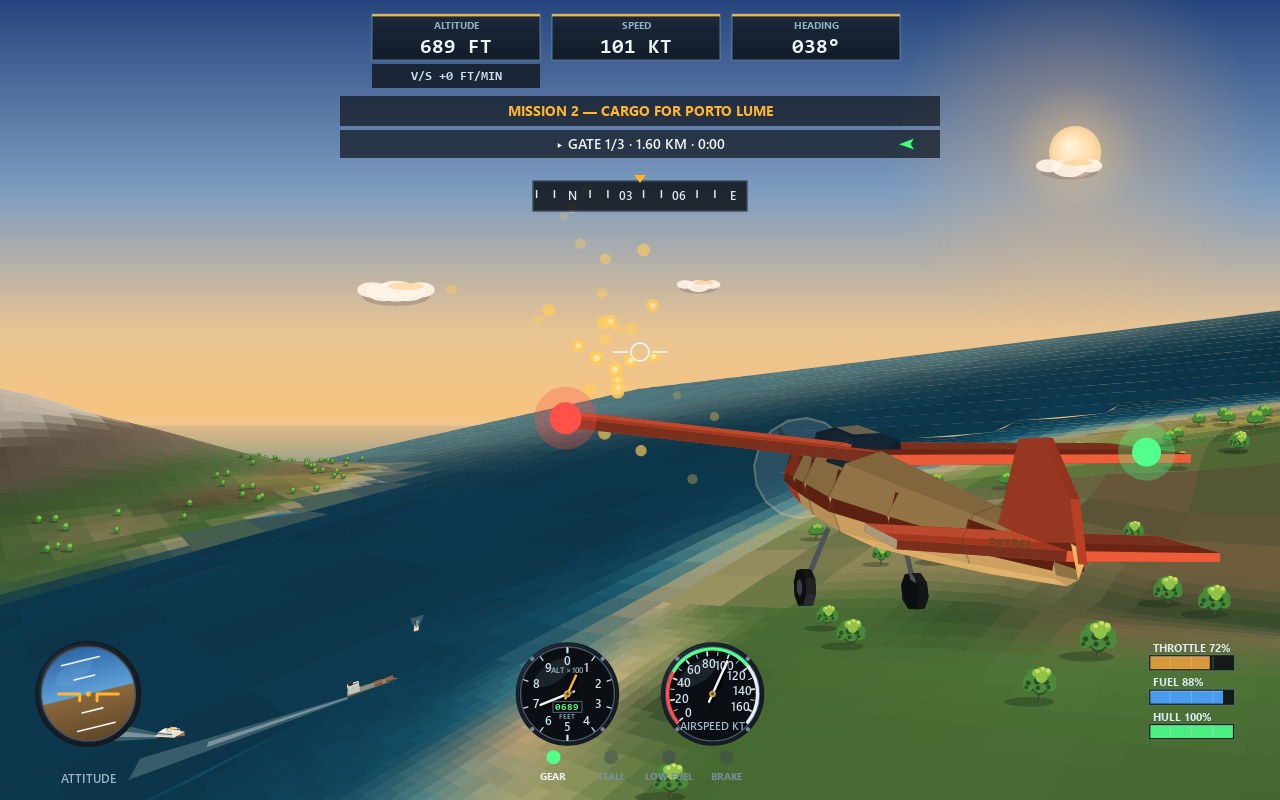 ALTITUDE
689 FT
SPEED
101 KT
HEADING
038°
V/S +0 FT/MIN
MISSION 2 — CARGO FOR PORTO LUME
▸ GATE 1/3 · 1.60 KM · 0:00
N 03 06 E
PETREL
THROTTLE 72%
FUEL 88%
HULL 100%
0 1 2 3 4 5 6 7 8 9
ALT ×100
0689
FEET
0 20 40 60 80 100 120 140 160
AIRSPEED KT
GEAR
STALL
LOW FUEL
BRAKE
ATTITUDE